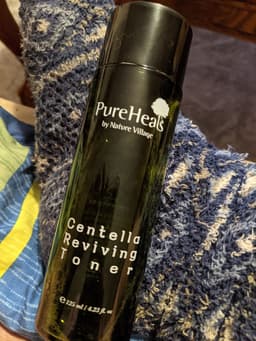 PureHeals
by Nature Village
Centella
Reviving
Toner
℮125 ml / 4.23 fl. oz